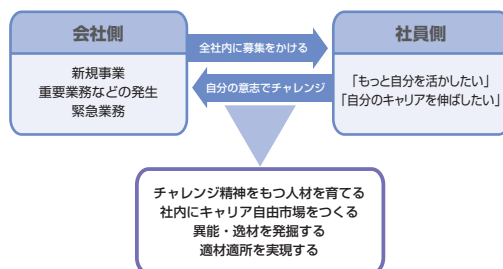 会社側
新規事業
重要業務などの発生
緊急業務
全社内に募集をかける
自分の意志でチャレンジ
社員側
「もっと自分を活かしたい」
「自分のキャリアを伸ばしたい」
チャレンジ精神をもつ人材を育てる
社内にキャリア自由市場をつくる
異能・逸材を発掘する
適材適所を実現する